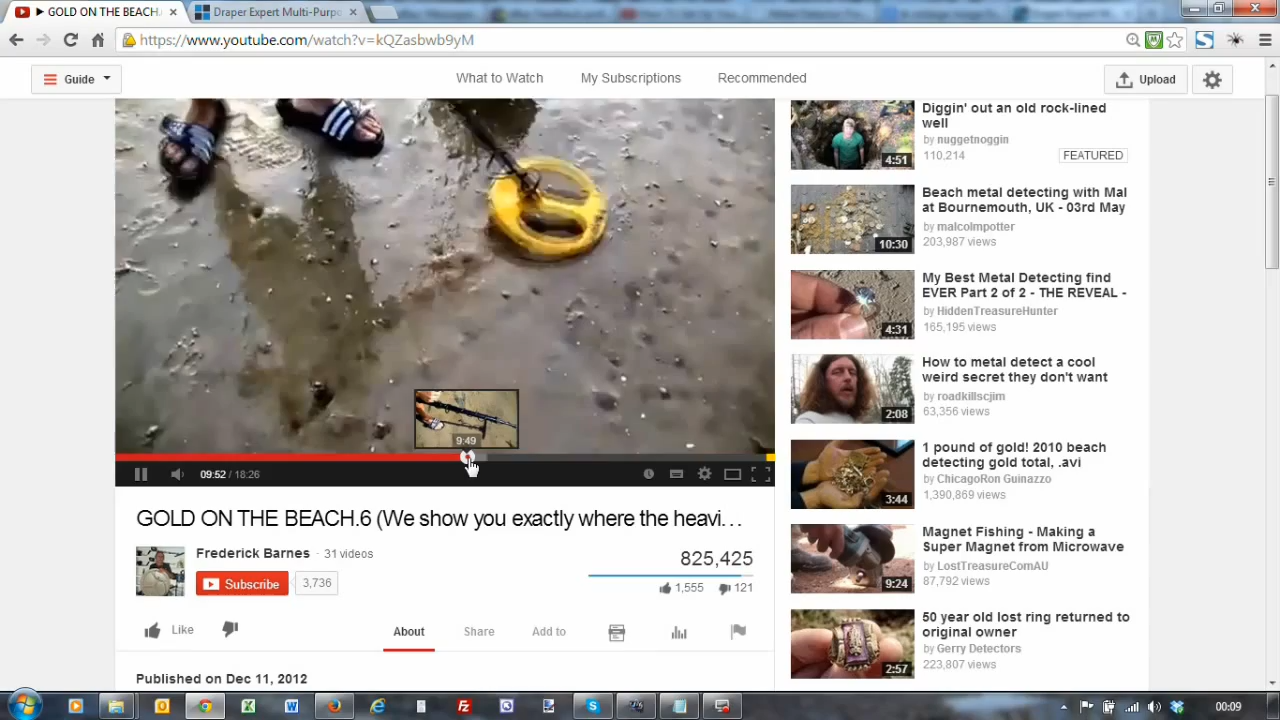 ▶ GOLD ON THE BEACH.
Draper Expert Multi-Purpo
https://www.youtube.com/watch?v=kQZasbwb9yM
Guide
What to Watch
My Subscriptions
Recommended
Upload
9:49
09:52 / 18:26
GOLD ON THE BEACH.6 (We show you exactly where the heavi…
Frederick Barnes · 31 videos
Subscribe
3,736
825,425
1,555
121
Like
About
Share
Add to
Published on Dec 11, 2012
Diggin' out an old rock-lined
well
by nuggetnoggin
110,214
FEATURED
4:51
Beach metal detecting with Mal
at Bournemouth, UK - 03rd May
by malcolmpotter
203,987 views
10:30
My Best Metal Detecting find
EVER Part 2 of 2 - THE REVEAL -
by HiddenTreasureHunter
165,195 views
4:31
How to metal detect a cool
weird secret they don't want
by roadkillscjim
63,356 views
2:08
1 pound of gold! 2010 beach
detecting gold total, .avi
by ChicagoRon Guinazzo
1,390,869 views
3:44
Magnet Fishing - Making a
Super Magnet from Microwave
by LostTreasureComAU
87,792 views
9:24
50 year old lost ring returned to
original owner
by Gerry Detectors
223,807 views
2:57
00:09